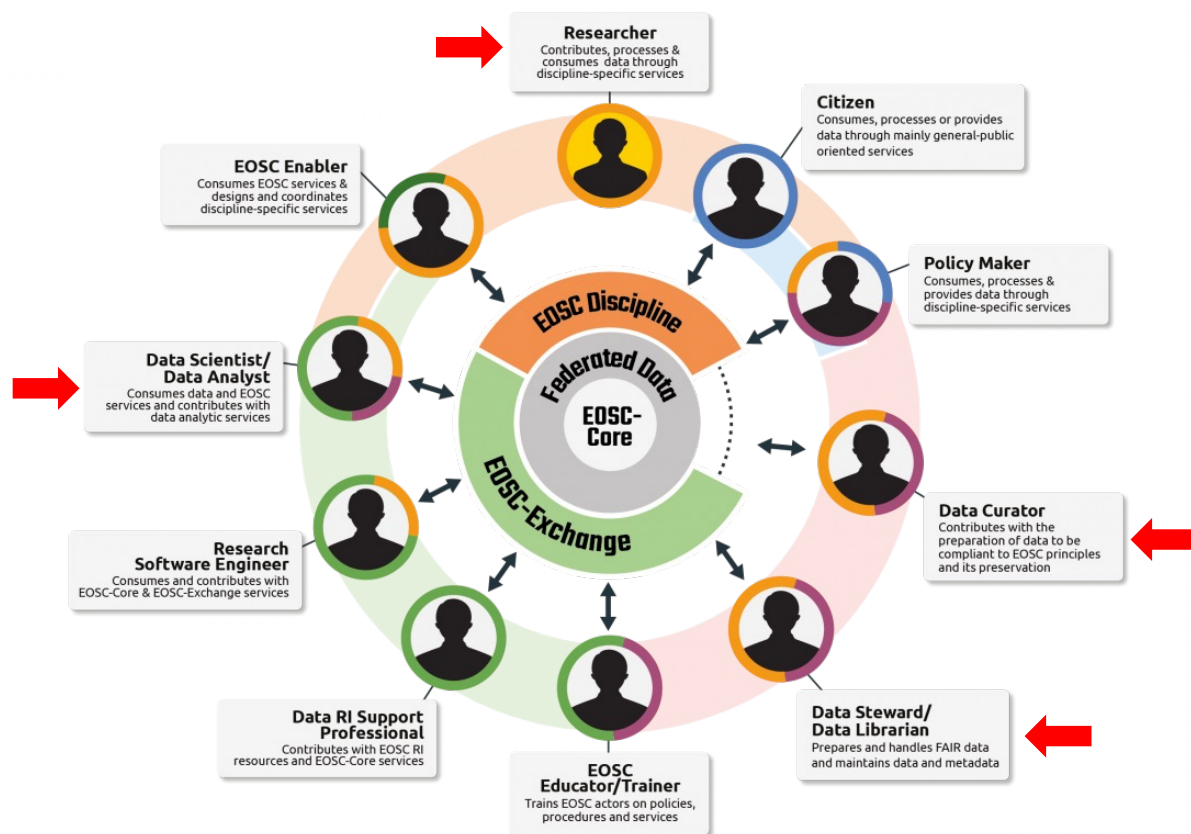 Researcher
Contributes, processes &
consumes data through
discipline-specific services
Citizen
Consumes, processes or provides
data through mainly general-public
oriented services
EOSC Enabler
Consumes EOSC services &
designs and coordinates
discipline-specific services
Policy Maker
Consumes, processes &
provides data through
discipline-specific services
EOSC Discipline
Federated Data
EOSC-
Core
EOSC-Exchange
Data Scientist/
Data Analyst
Consumes data and EOSC
services and contributes with
data analytic services
Data Curator
Contributes with the
preparation of data to be
compliant to EOSC principles
and its preservation
Research
Software Engineer
Consumes and contributes with
EOSC-Core & EOSC-Exchange services
Data Steward/
Data Librarian
Prepares and handles FAIR data
and maintains data and metadata
Data RI Support
Professional
Contributes with EOSC RI
resources and EOSC-Core services
EOSC
Educator/Trainer
Trains EOSC actors on policies,
procedures and services